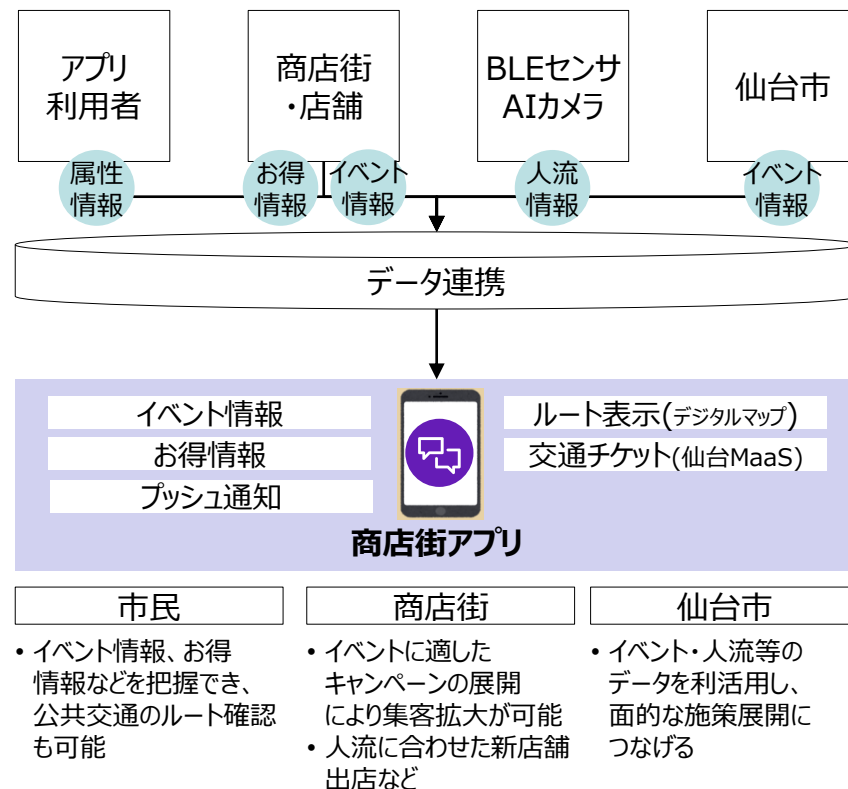 アプリ
利用者
商店街
・店舗
BLEセンサ
AIカメラ
仙台市
属性
情報
お得
情報
イベント
情報
人流
情報
イベント
情報
データ連携
イベント情報
お得情報
プッシュ通知
ルート表示(デジタルマップ)
交通チケット(仙台MaaS)
商店街アプリ
市民
• イベント情報、お得
情報などを把握でき、
公共交通のルート確認
も可能
商店街
• イベントに適した
キャンペーンの展開
により集客拡大が可能
• 人流に合わせた新店舗
出店など
仙台市
• イベント・人流等の
データを利活用し、
面的な施策展開に
つなげる